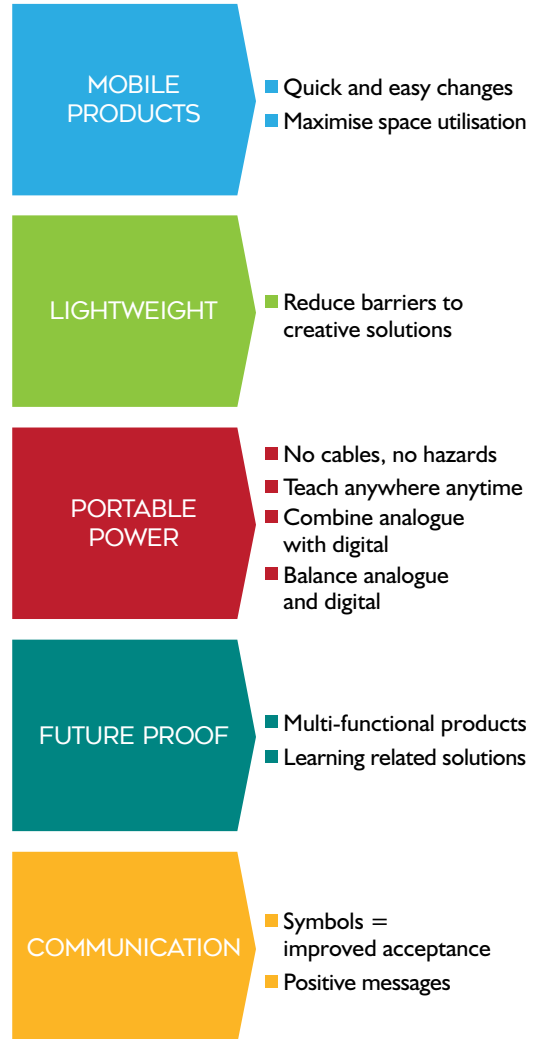 MOBILE
PRODUCTS
Quick and easy changes
Maximise space utilisation
LIGHTWEIGHT
Reduce barriers to
creative solutions
PORTABLE
POWER
No cables, no hazards
Teach anywhere anytime
Combine analogue
with digital
Balance analogue
and digital
FUTURE PROOF
Multi-functional products
Learning related solutions
COMMUNICATION
Symbols =
improved acceptance
Positive messages